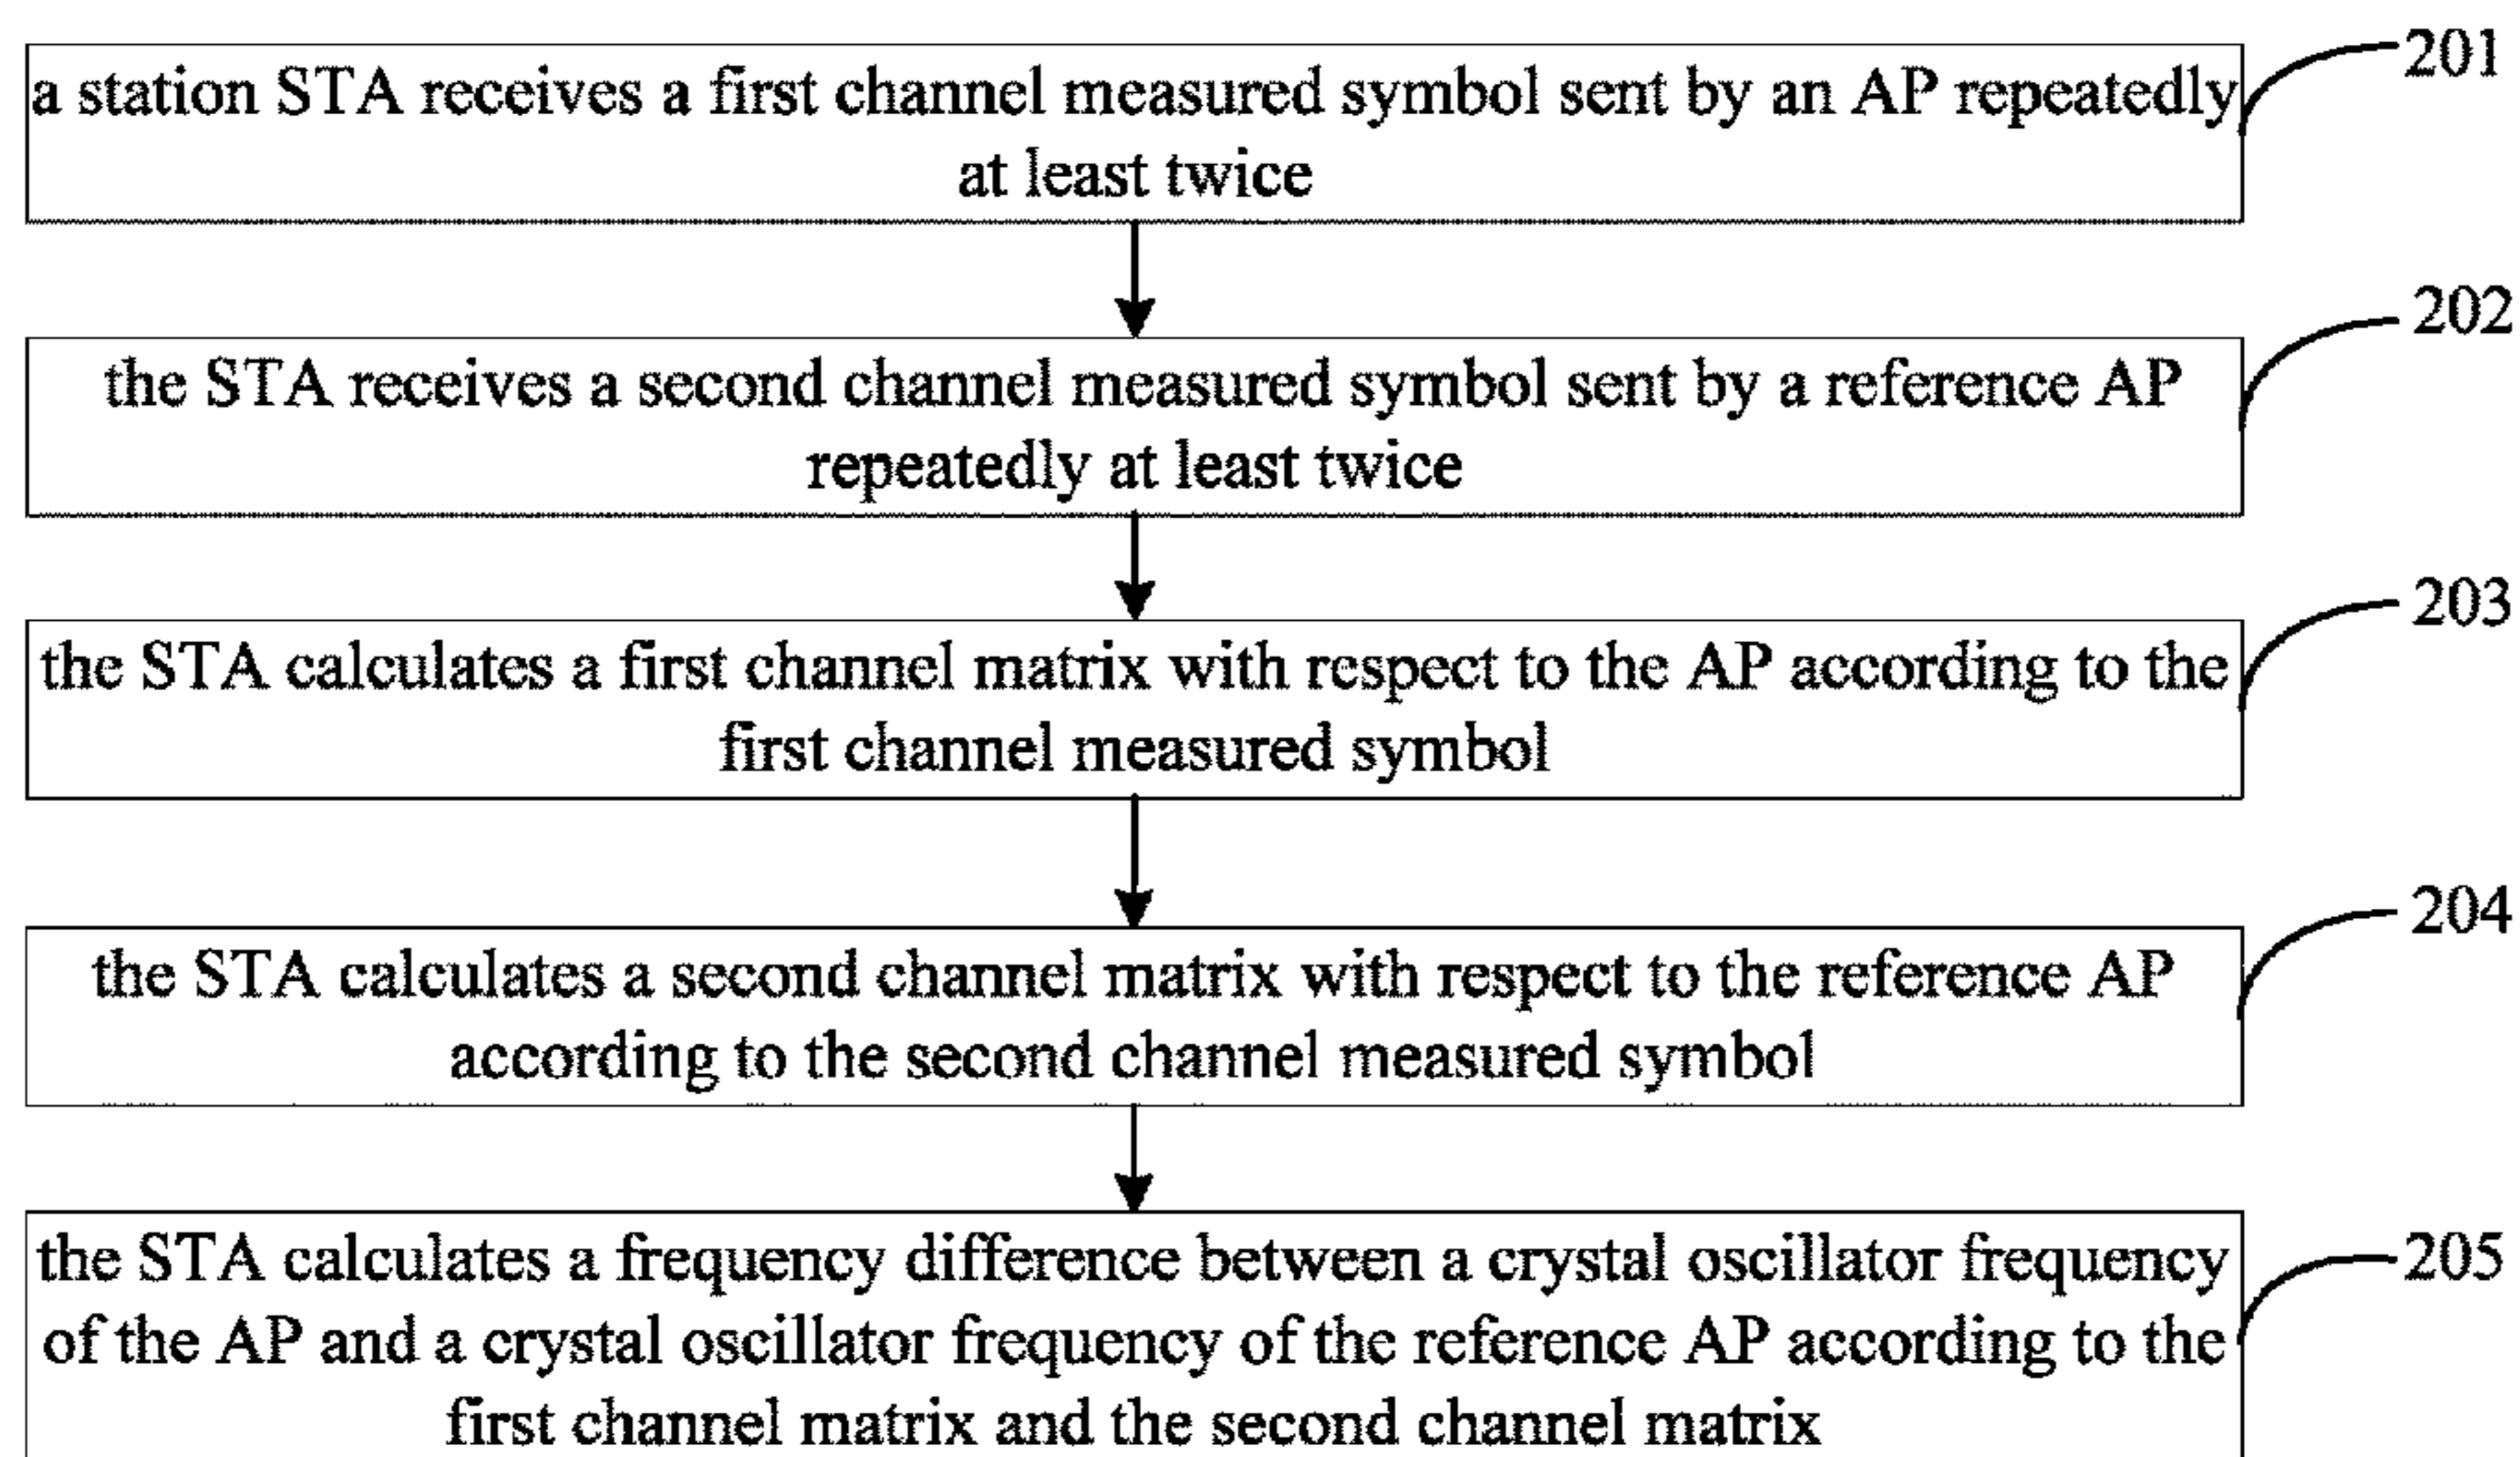 a station STA receives a first channel measured symbol sent by an AP repeatedly
at least twice
201
the STA receives a second channel measured symbol sent by a reference AP
repeatedly at least twice
202
the STA calculates a first channel matrix with respect to the AP according to the
first channel measured symbol
203
the STA calculates a second channel matrix with respect to the reference AP
according to the second channel measured symbol
204
the STA calculates a frequency difference between a crystal oscillator frequency
of the AP and a crystal oscillator frequency of the reference AP according to the
first channel matrix and the second channel matrix
205